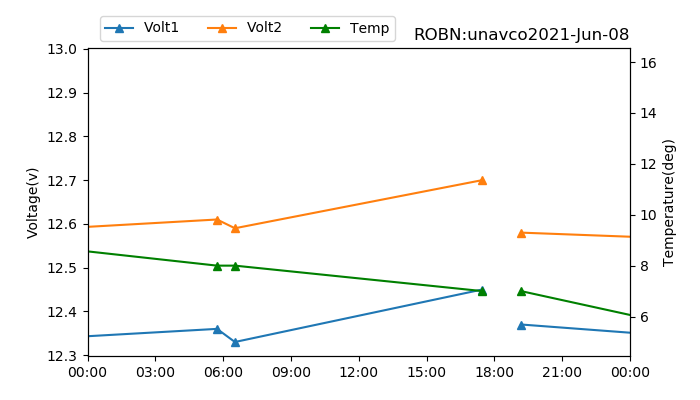 Volt1 Volt2 Temp
ROBN:unavco2021-Jun-08
13.0
12.9
12.8
12.7
12.6
12.5
12.4
12.3
Voltage(v)
16
14
12
10
8
6
Temperature(deg)
00:00 03:00 06:00 09:00 12:00 15:00 18:00 21:00 00:00